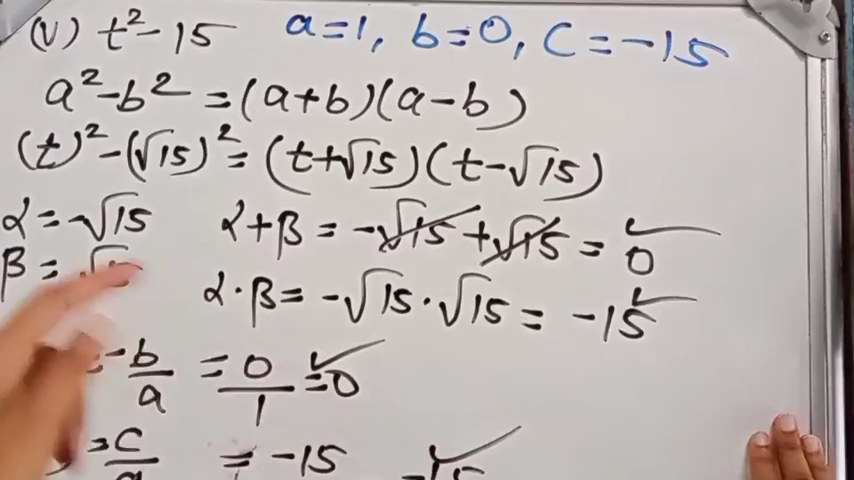 (V) t² - 15 a=1, b=0, C=-15
a² - b² = (a+b)(a-b)
(t)² - (√15)² = (t+√15)(t-√15)
α = -√15 α+β = -√15 + √15 = 0
β = α·β = -√15 · √15 = -15
-b/a = 0/1 = 0
= c/a = -15